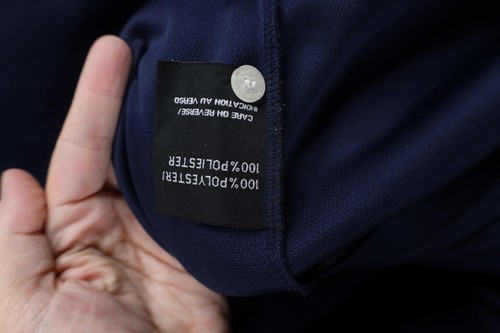 100%POLYESTER/
100%POLIESTER
CARE ON REVERSE/
INDICATION AU VERSO